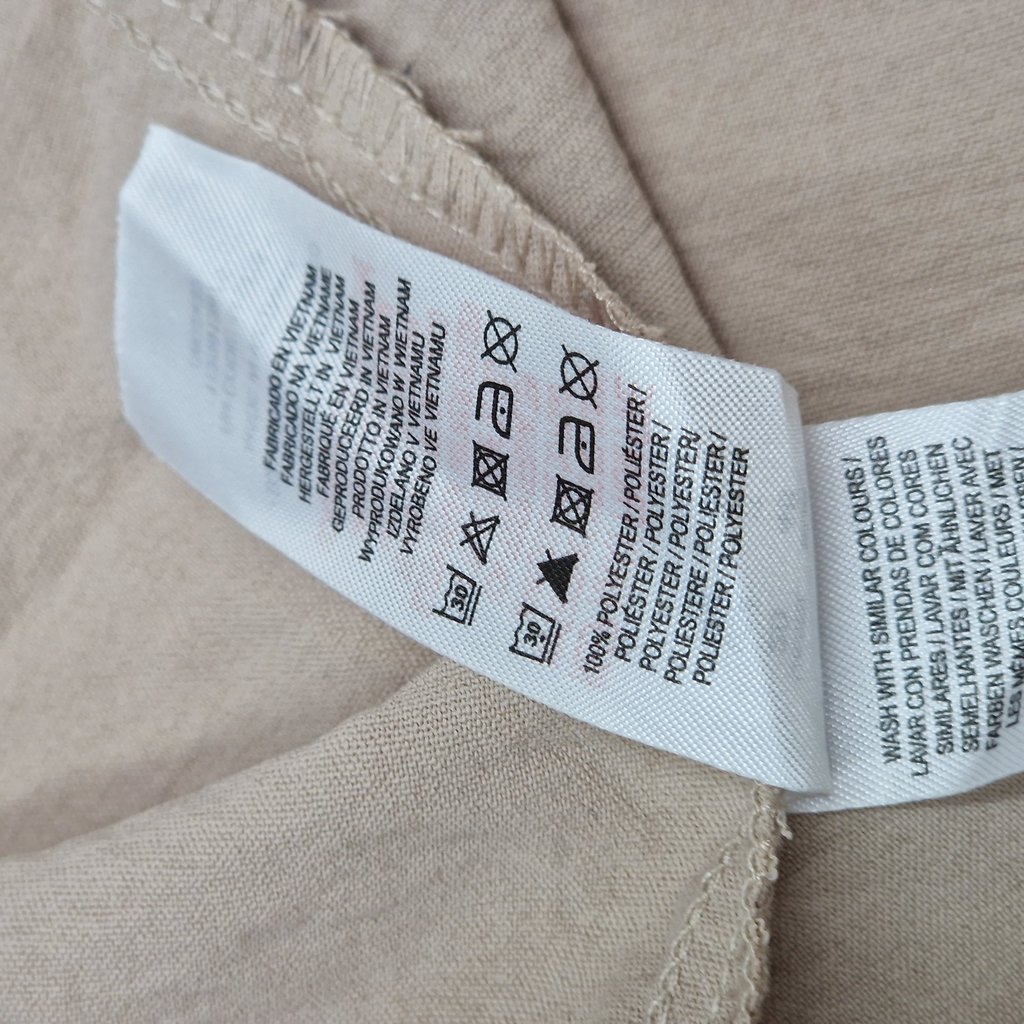 FABRICADO EN VIETNAM
FABRICADO NA VIETNAME
HERGESTELLT IN VIETNAM
FABRIQUÉ EN VIETNAM
GEPRODUCEERD IN VIETNAM
PRODOTTO IN VIETNAM
WYPRODUKOWANO W WIETNAM
IZDELANO V VIETNAMU
VYROBENO VE VIETNAMU
30
30
100% POLYESTER / POLIÉSTER /
POLIÉSTER / POLYESTER /
POLYESTER / POLYESTER /
POLIESTERE / POLIESTER /
POLIESTER / POLYESTER
WASH WITH SIMILAR COLOURS /
LAVAR CON PRENDAS DE COLORES
SIMILARES / LAVAR COM CORES
SEMELHANTES / MIT ÄHNLICHEN
FARBEN WASCHEN / LAVER AVEC
LES MÊMES COULEURS / MET